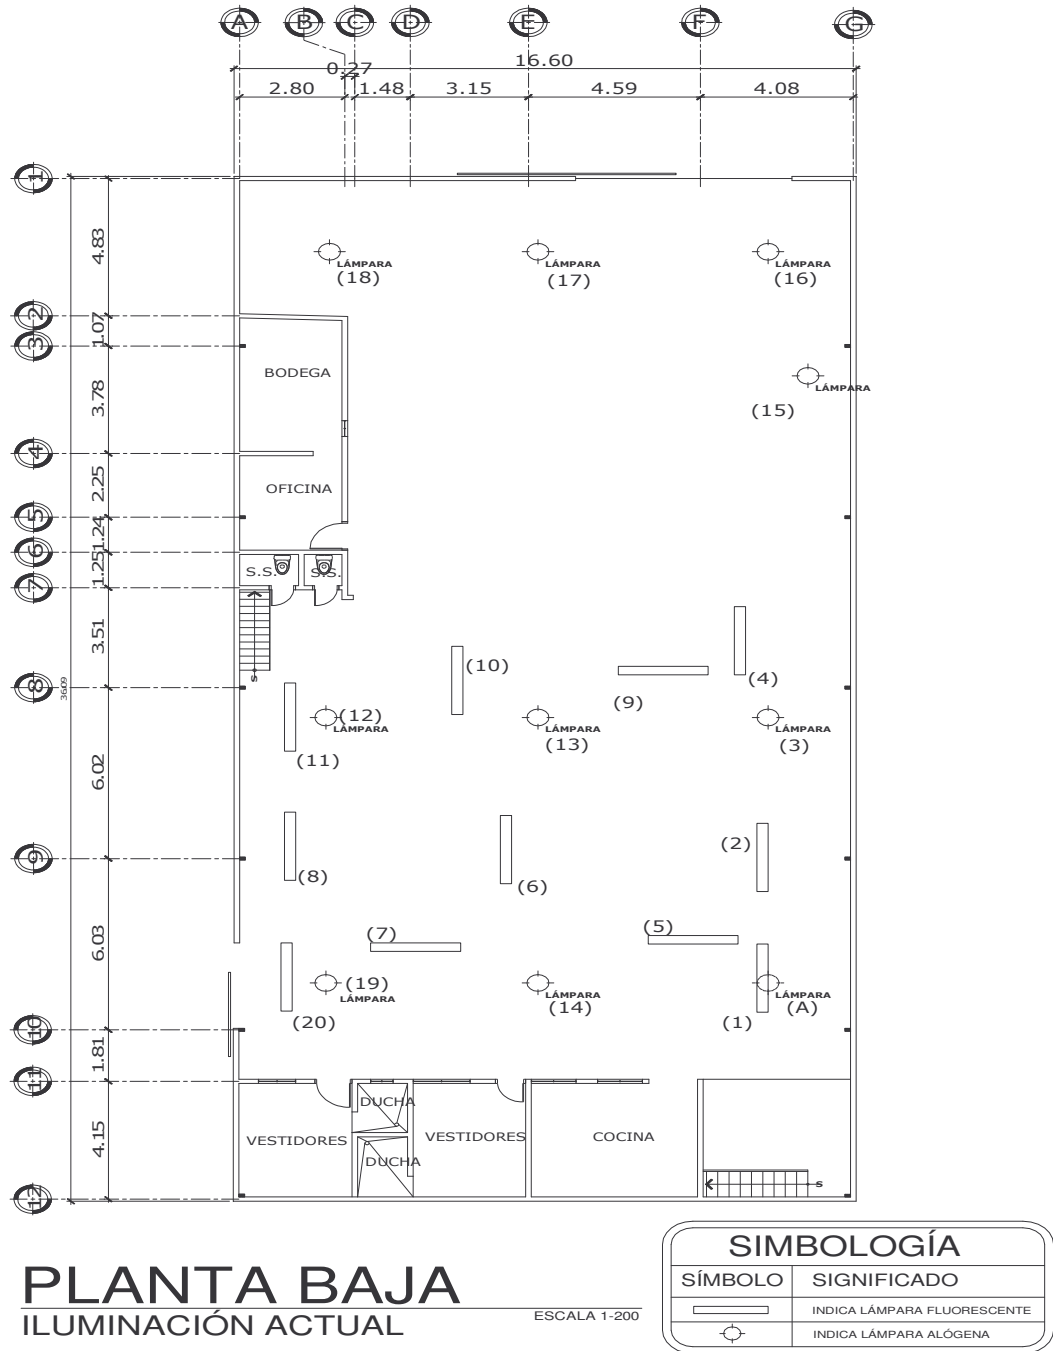 A B C D E F G
16.60
0.27
2.80 1.48 3.15 4.59 4.08
1
4.83
LÁMPARA LÁMPARA LÁMPARA
(18) (17) (16)
2
1.07
3
BODEGA
LÁMPARA
3.78
(15)
4
2.25
OFICINA
5
1.24
6
1.25
S.S. S.S.
7
3.51
(10)
(4)
S
8
36.09
(9)
(12)
LÁMPARA LÁMPARA LÁMPARA
(13) (3)
(11)
6.02
(2)
9
(8)
(6)
(7) (5)
6.03
(19)
LÁMPARA LÁMPARA LÁMPARA
(14) (A)
(20) (1)
10
1.81
11
DUCHA
4.15
VESTIDORES VESTIDORES COCINA
DUCHA
S
12
PLANTA BAJA
ILUMINACIÓN ACTUAL
ESCALA 1-200
SIMBOLOGÍA
SÍMBOLO SIGNIFICADO
INDICA LÁMPARA FLUORESCENTE
INDICA LÁMPARA ALÓGENA